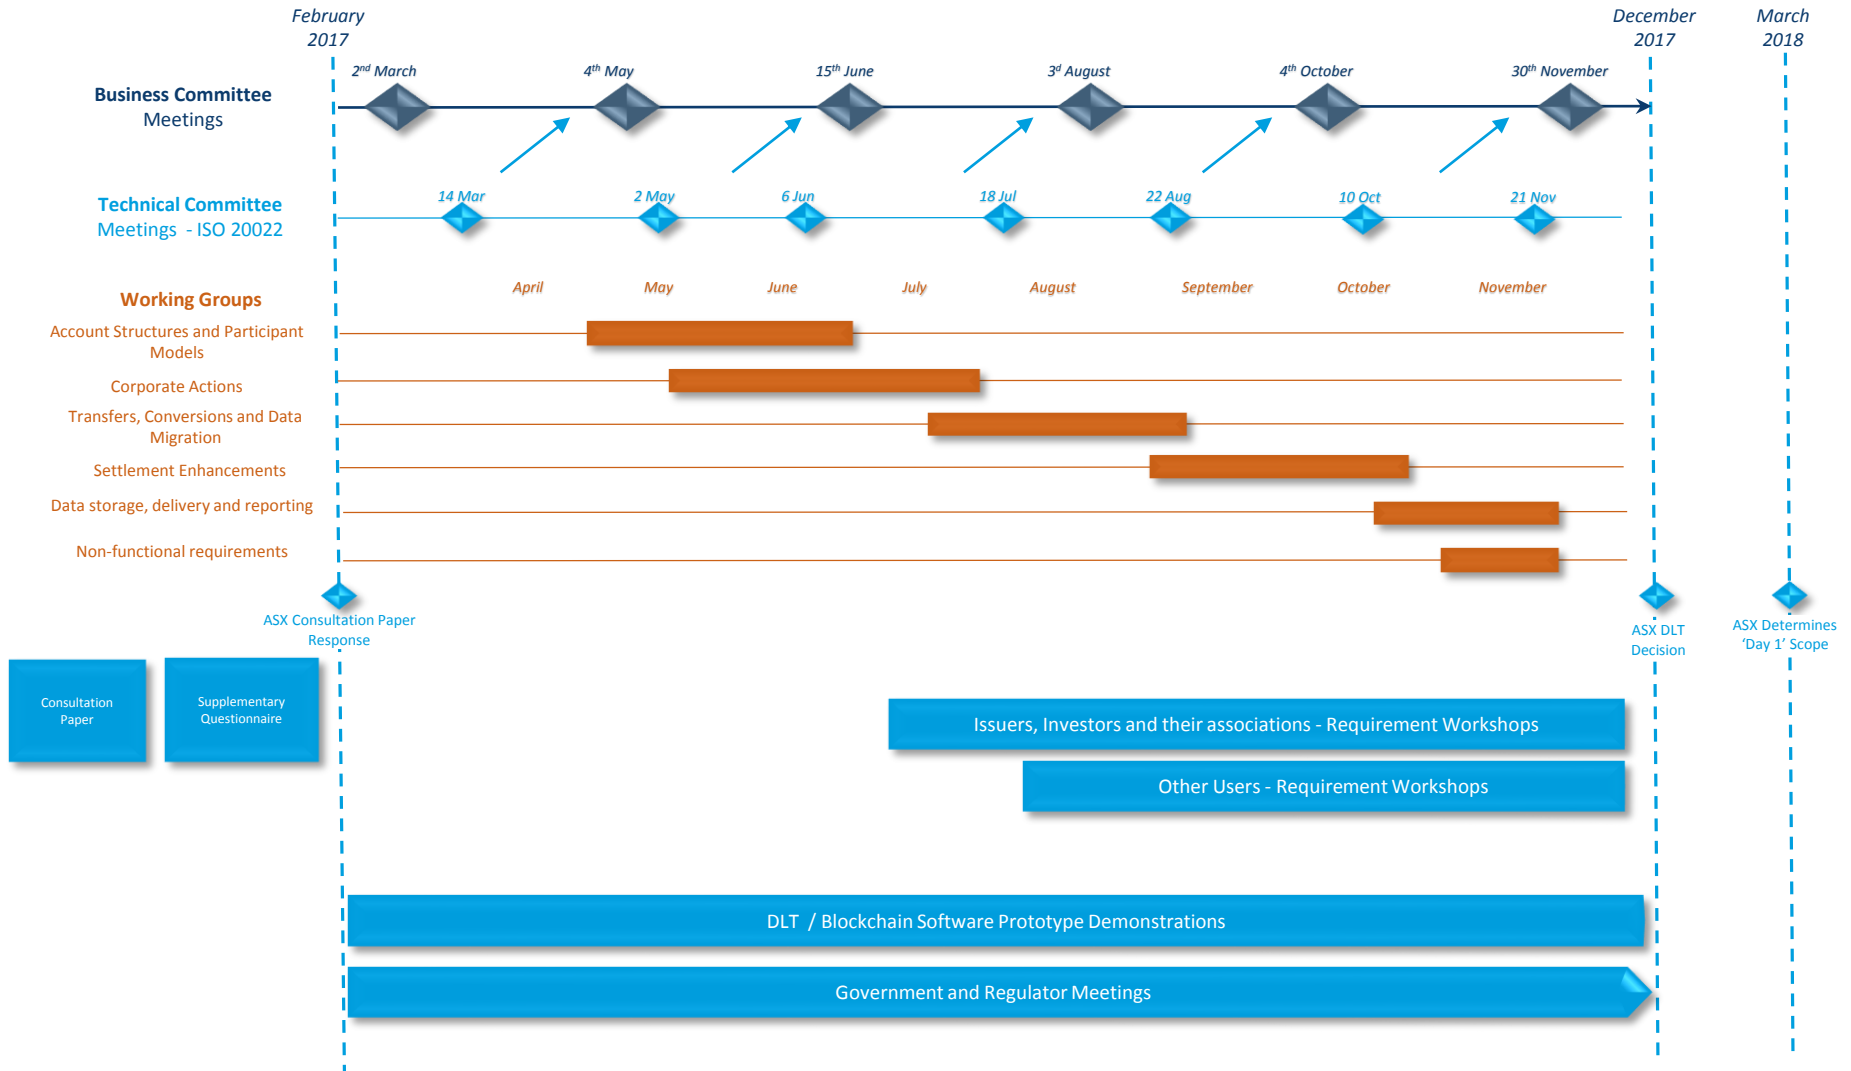 February
2017
December
2017
March
2018
2nd March
4th May
15th June
3d August
4th October
30th November
Business Committee
Meetings
Technical Committee
Meetings - ISO 20022
14 Mar
2 May
6 Jun
18 Jul
22 Aug
10 Oct
21 Nov
Working Groups
April
May
June
July
August
September
October
November
Account Structures and Participant
Models
Corporate Actions
Transfers, Conversions and Data
Migration
Settlement Enhancements
Data storage, delivery and reporting
Non-functional requirements
ASX Consultation Paper
Response
ASX DLT
Decision
ASX Determines
‘Day 1’ Scope
Consultation
Paper
Supplementary
Questionnaire
Issuers, Investors and their associations - Requirement Workshops
Other Users - Requirement Workshops
DLT / Blockchain Software Prototype Demonstrations
Government and Regulator Meetings